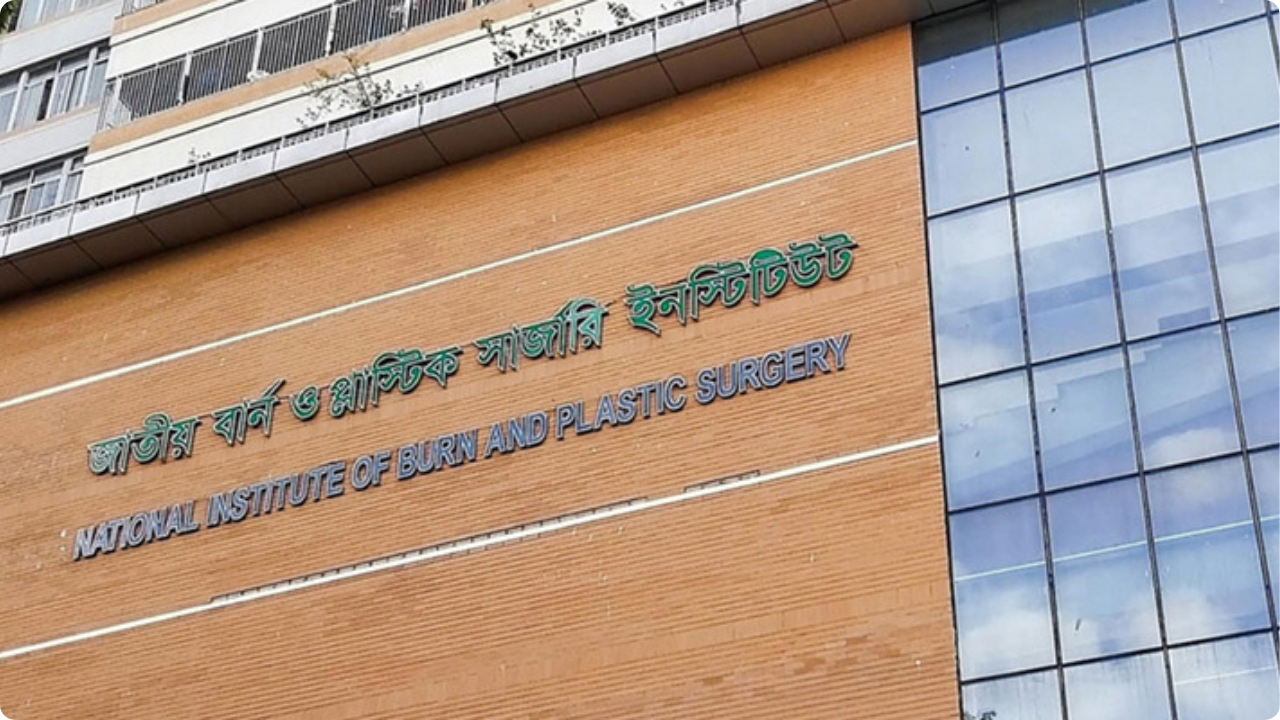 জাতীয় বার্ন ও প্লাস্টিক সার্জারি ইনস্টিটিউট
NATIONAL INSTITUTE OF BURN AND PLASTIC SURGERY